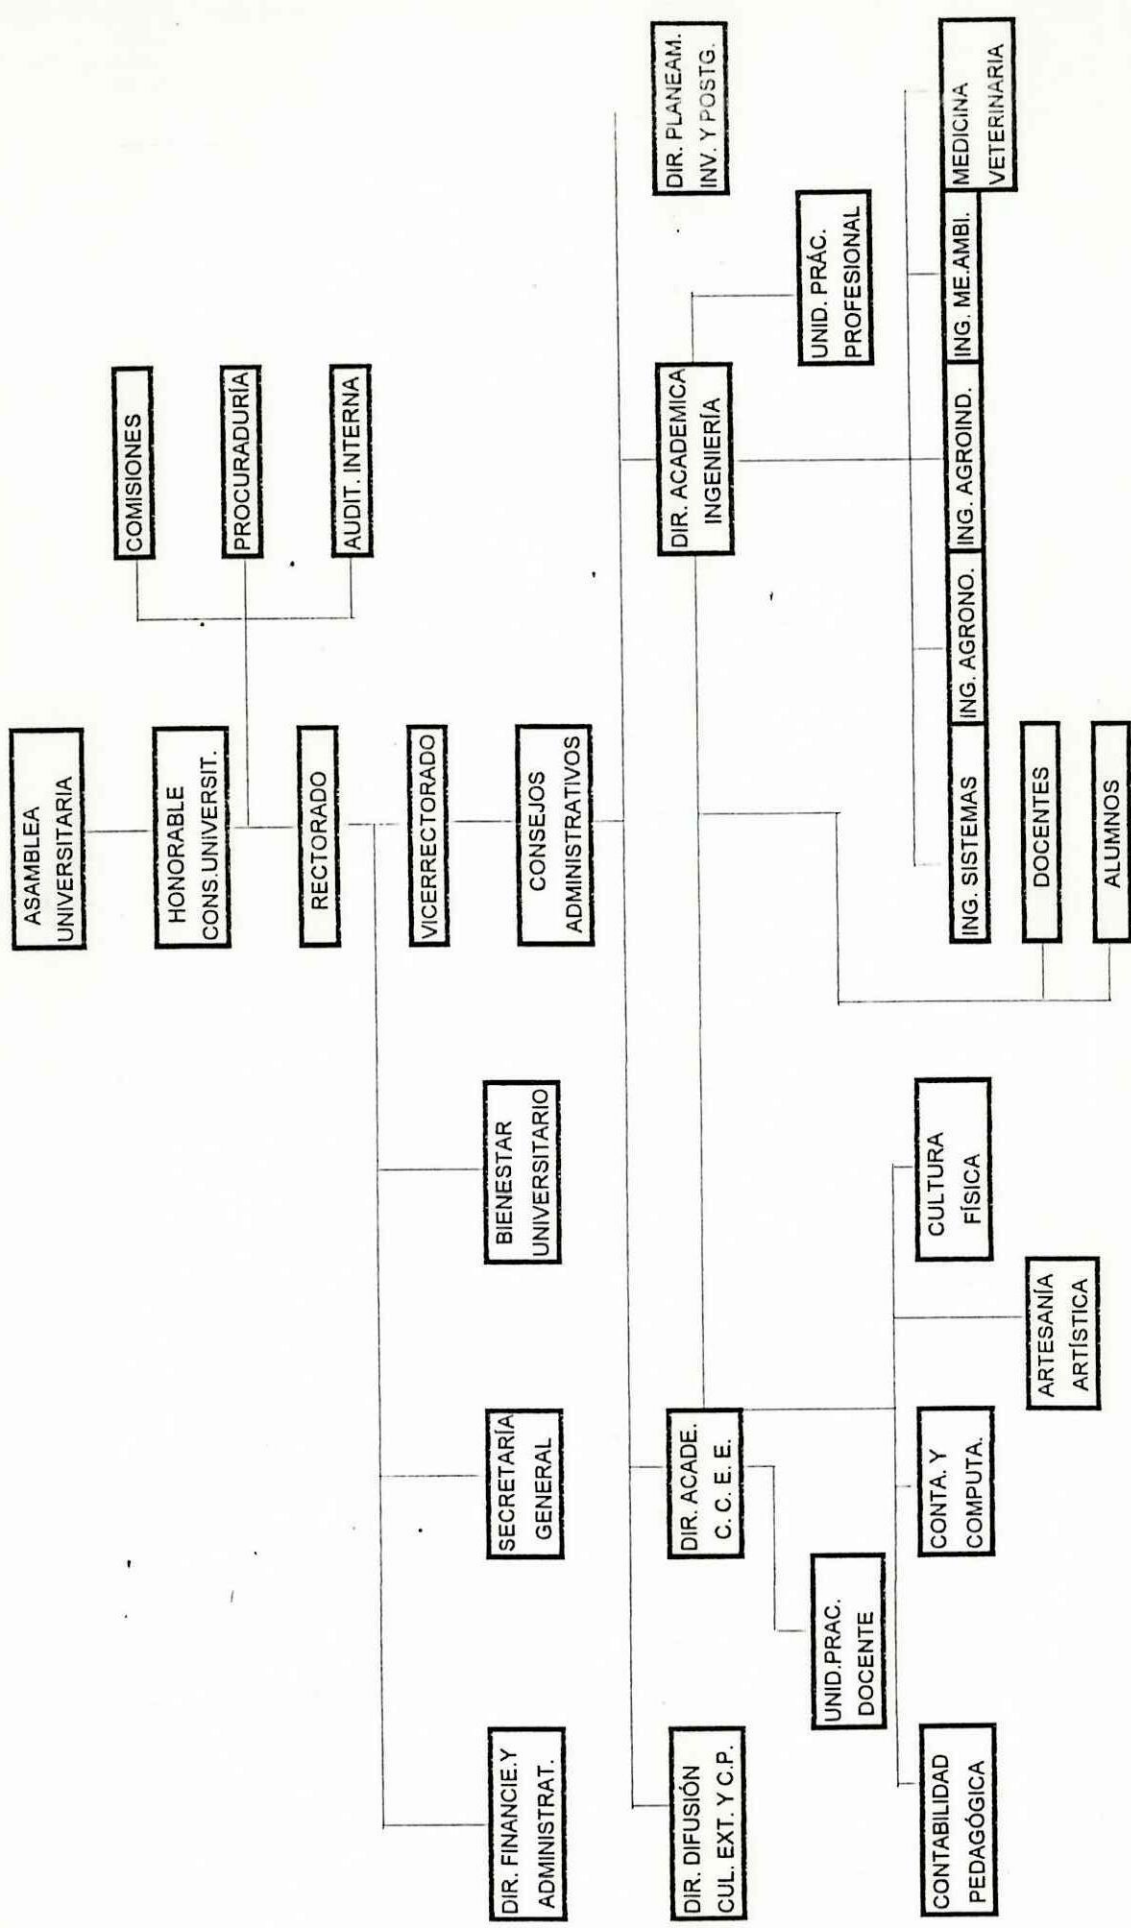 ASAMBLEA
UNIVERSITARIA
HONORABLE
CONS.UNIVERSIT.
COMISIONES
PROCURADURÍA
AUDIT. INTERNA
RECTORADO
VICERRECTORADO
DIR. FINANCIE.Y
ADMINISTRAT.
SECRETARÍA
GENERAL
BIENESTAR
UNIVERSITARIO
CONSEJOS
ADMINISTRATIVOS
DIR. DIFUSIÓN
CUL. EXT. Y C.P.
DIR. ACADE.
C. C. E. E.
DIR. ACADEMICA
INGENIERÍA
DIR. PLANEAM.
INV. Y POSTG.
UNID.PRAC.
DOCENTE
UNID. PRÁC.
PROFESIONAL
CONTABILIDAD
PEDAGÓGICA
CONTA. Y
COMPUTA.
CULTURA
FÍSICA
ARTESANÍA
ARTÍSTICA
ING. SISTEMAS
ING. AGRONO.
ING. AGROIND.
ING. ME.AMBI.
MEDICINA
VETERINARIA
DOCENTES
ALUMNOS